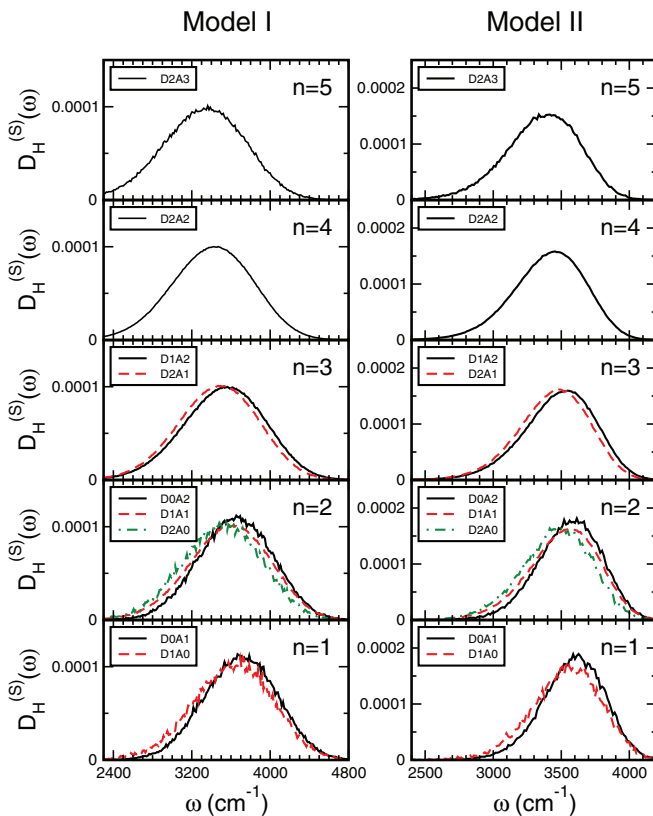 Model I Model II
D2A3 n=5 D2A3 n=5
0.0002
0.0001 0.0001
D_H^(S)(ω) 0 0
D2A2 n=4 D2A2 n=4
0.0002
0.0001 0.0001
D_H^(S)(ω) 0 0
D1A2 n=3 D1A2 n=3
D2A1 D2A1
0.0002
0.0001 0.0001
D_H^(S)(ω) 0 0
D0A2 n=2 D0A2 n=2
D1A1 D1A1
D2A0 D2A0
0.0002
0.0001 0.0001
D_H^(S)(ω) 0 0
D0A1 n=1 D0A1 n=1
D1A0 D1A0
0.0002
0.0001 0.0001
D_H^(S)(ω) 0 0
2400 3200 4000 4800 2400 3000 3500 4000
ω (cm⁻¹) ω (cm⁻¹)